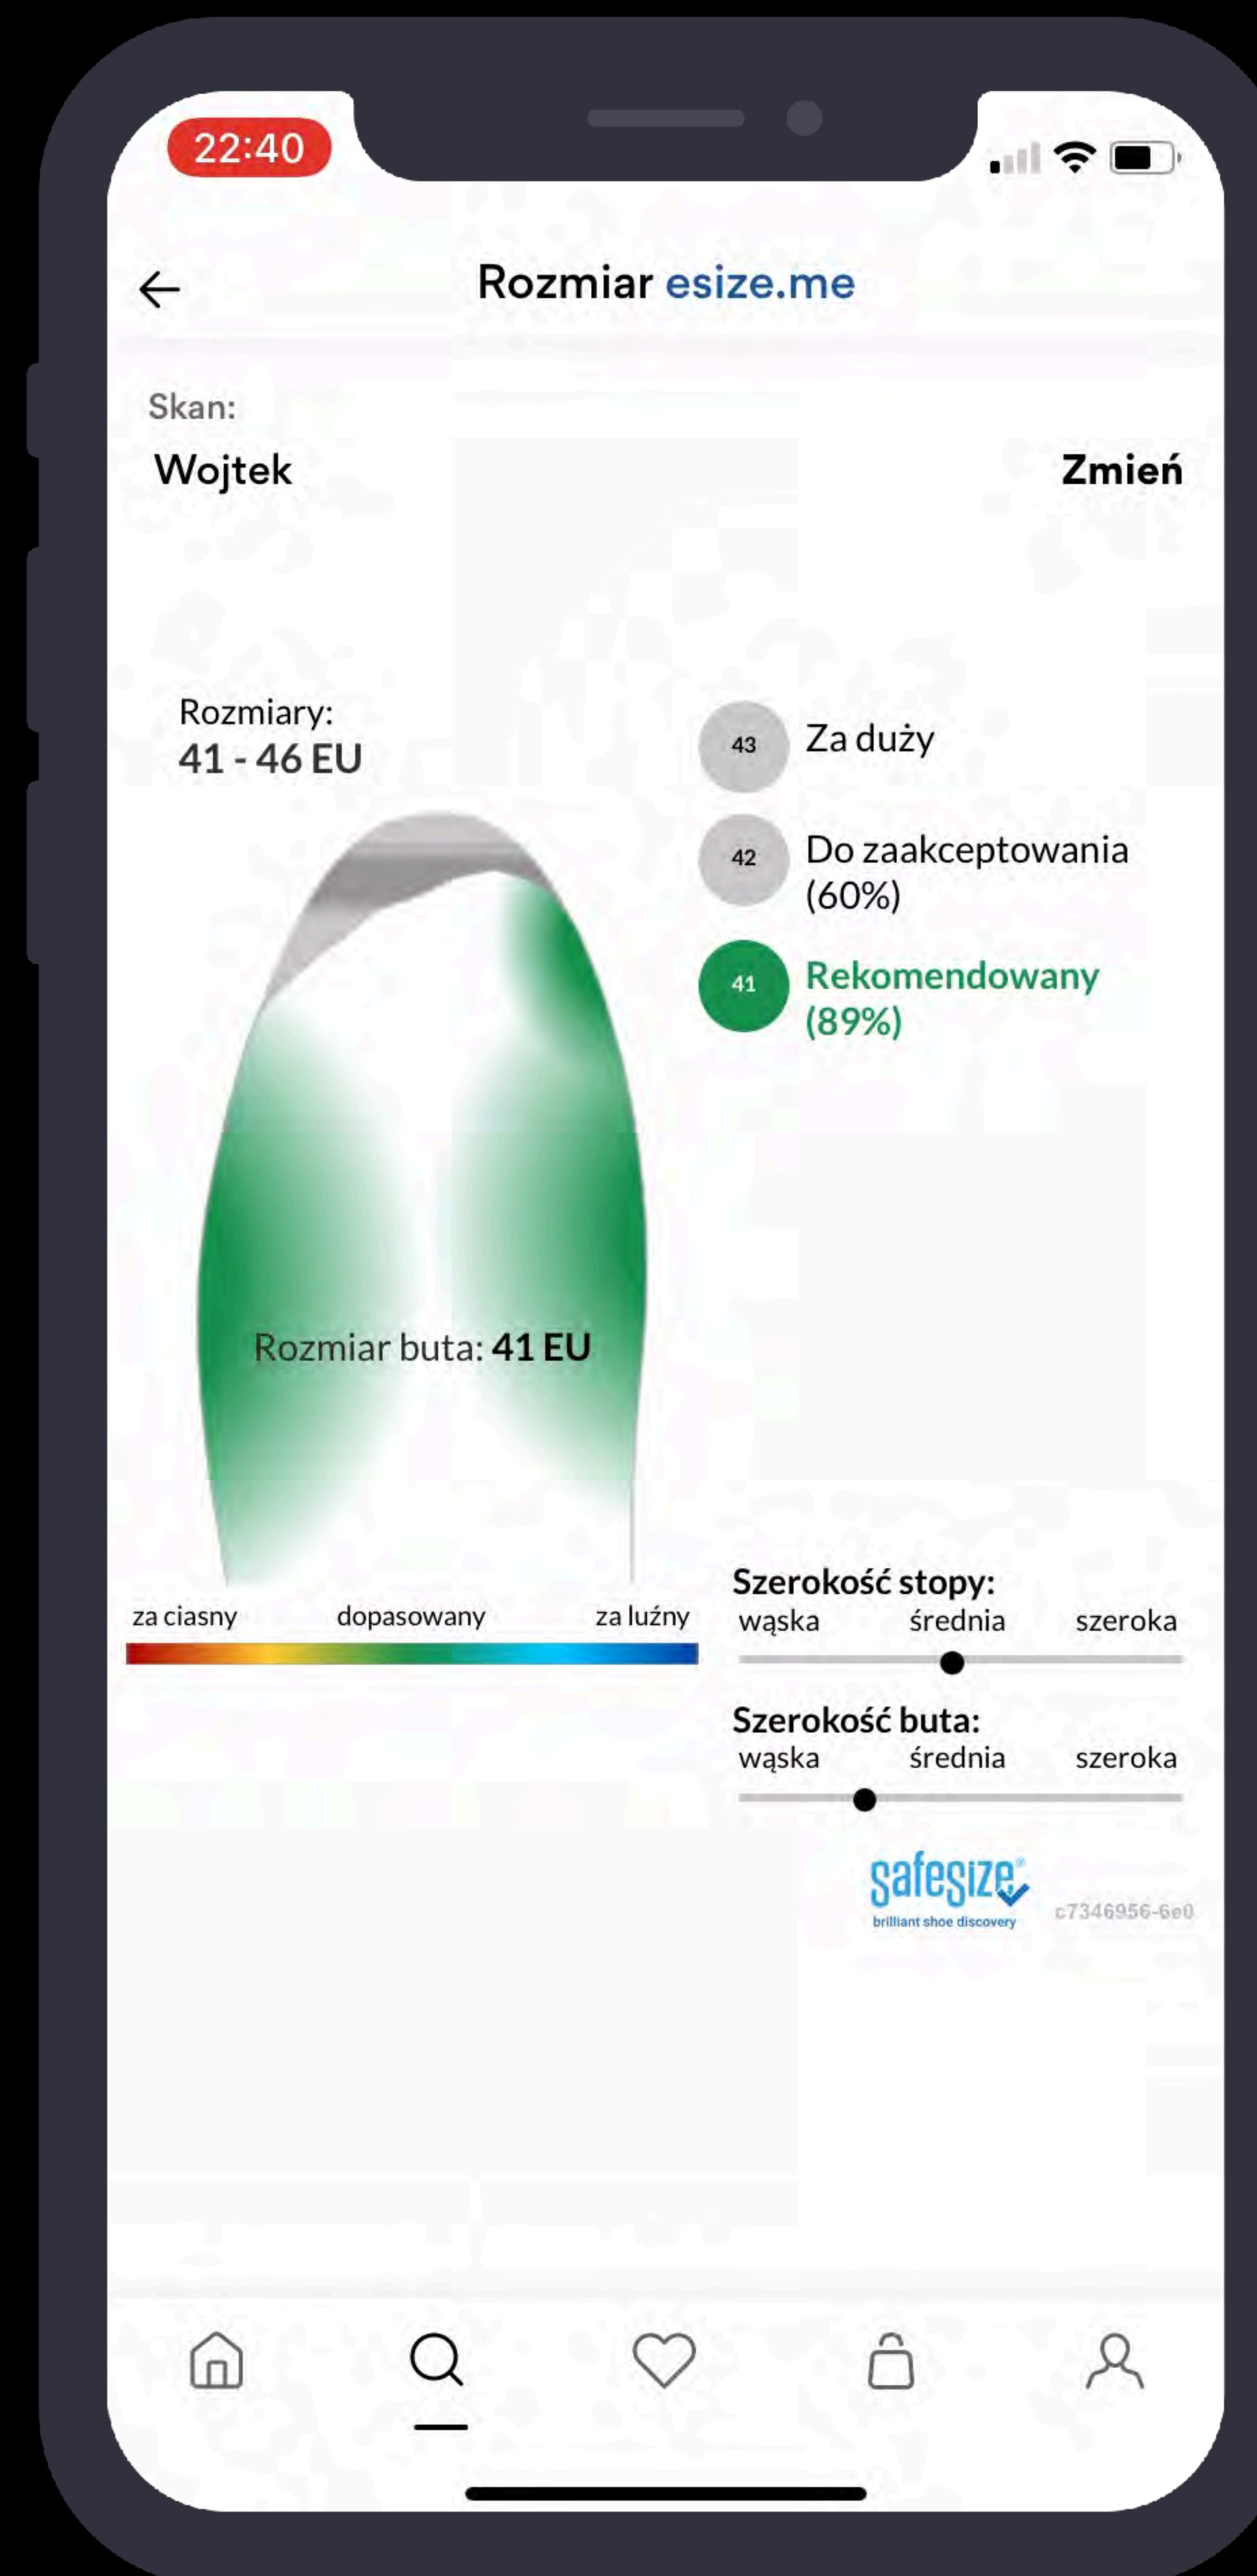 22:40
Rozmiar esize.me
Skan:
Wojtek
Zmień
Rozmiary:
41 - 46 EU
43 Za duży
42 Do zaakceptowania
(60%)
41 Rekomendowany
(89%)
Rozmiar buta: 41 EU
za ciasny dopasowany za luźny
Szerokość stopy:
wąska średnia szeroka
Szerokość buta:
wąska średnia szeroka
safesize®
brilliant shoe discovery
c7346956-6e0